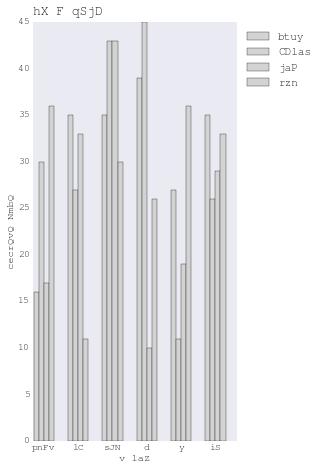 hX F qSjD
45
40
35
30
25
20
15
10
5
0
cecrQvQ NmbQ
pnFv lC sJN d y iS
v laZ
btuy
CDlas
jaP
rzn